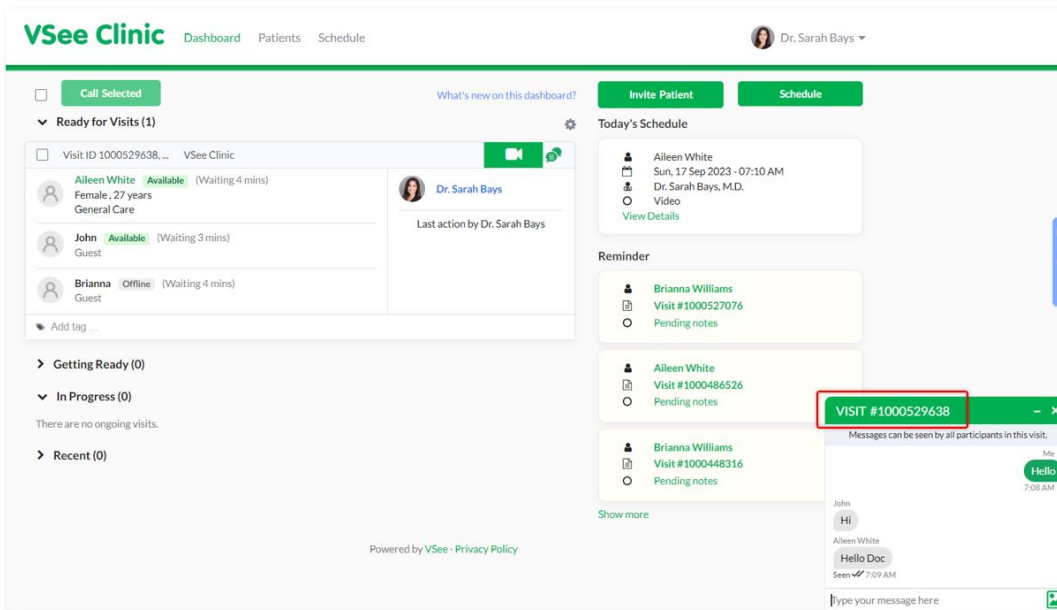 VSee Clinic Dashboard Patients Schedule Dr. Sarah Bays
Call Selected What's new on this dashboard?
Ready for Visits (1)
Visit ID 1000529638, ... VSee Clinic
Aileen White Available (Waiting 4 mins)
Female , 27 years
General Care
John Available (Waiting 3 mins)
Guest
Brianna Offline (Waiting 4 mins)
Guest
Dr. Sarah Bays
Last action by Dr. Sarah Bays
Add tag ...
Getting Ready (0)
In Progress (0)
There are no ongoing visits.
Recent (0)
Invite Patient Schedule
Today's Schedule
Aileen White
Sun, 17 Sep 2023 - 07:10 AM
Dr. Sarah Bays, M.D.
Video
View Details
Reminder
Brianna Williams
Visit #1000527076
Pending notes
Aileen White
Visit #1000486526
Pending notes
Brianna Williams
Visit #1000448316
Pending notes
Show more
VISIT #1000529638
Messages can be seen by all participants in this visit.
Me
Hello
7:08 AM
John
Hi
Aileen White
Hello Doc
Seen 7:09 AM
Type your message here
Powered by VSee · Privacy Policy